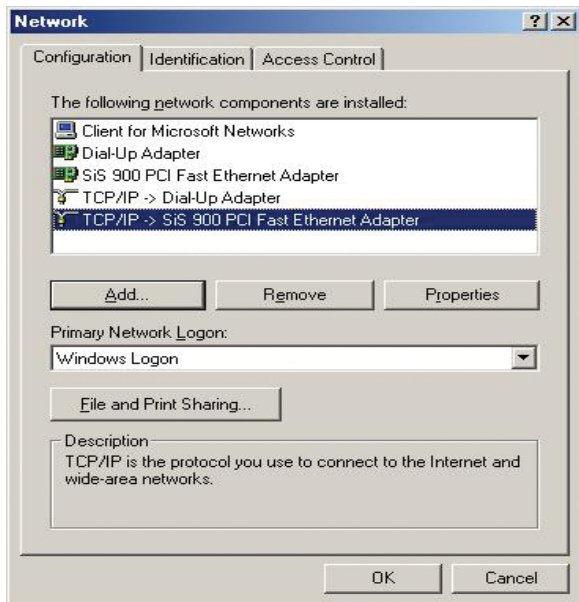 Network
Configuration Identification Access Control
The following network components are installed:
Client for Microsoft Networks
Dial-Up Adapter
SiS 900 PCI Fast Ethernet Adapter
TCP/IP -> Dial-Up Adapter
TCP/IP -> SiS 900 PCI Fast Ethernet Adapter
Add... Remove Properties
Primary Network Logon:
Windows Logon
File and Print Sharing...
Description
TCP/IP is the protocol you use to connect to the Internet and
wide-area networks.
OK Cancel